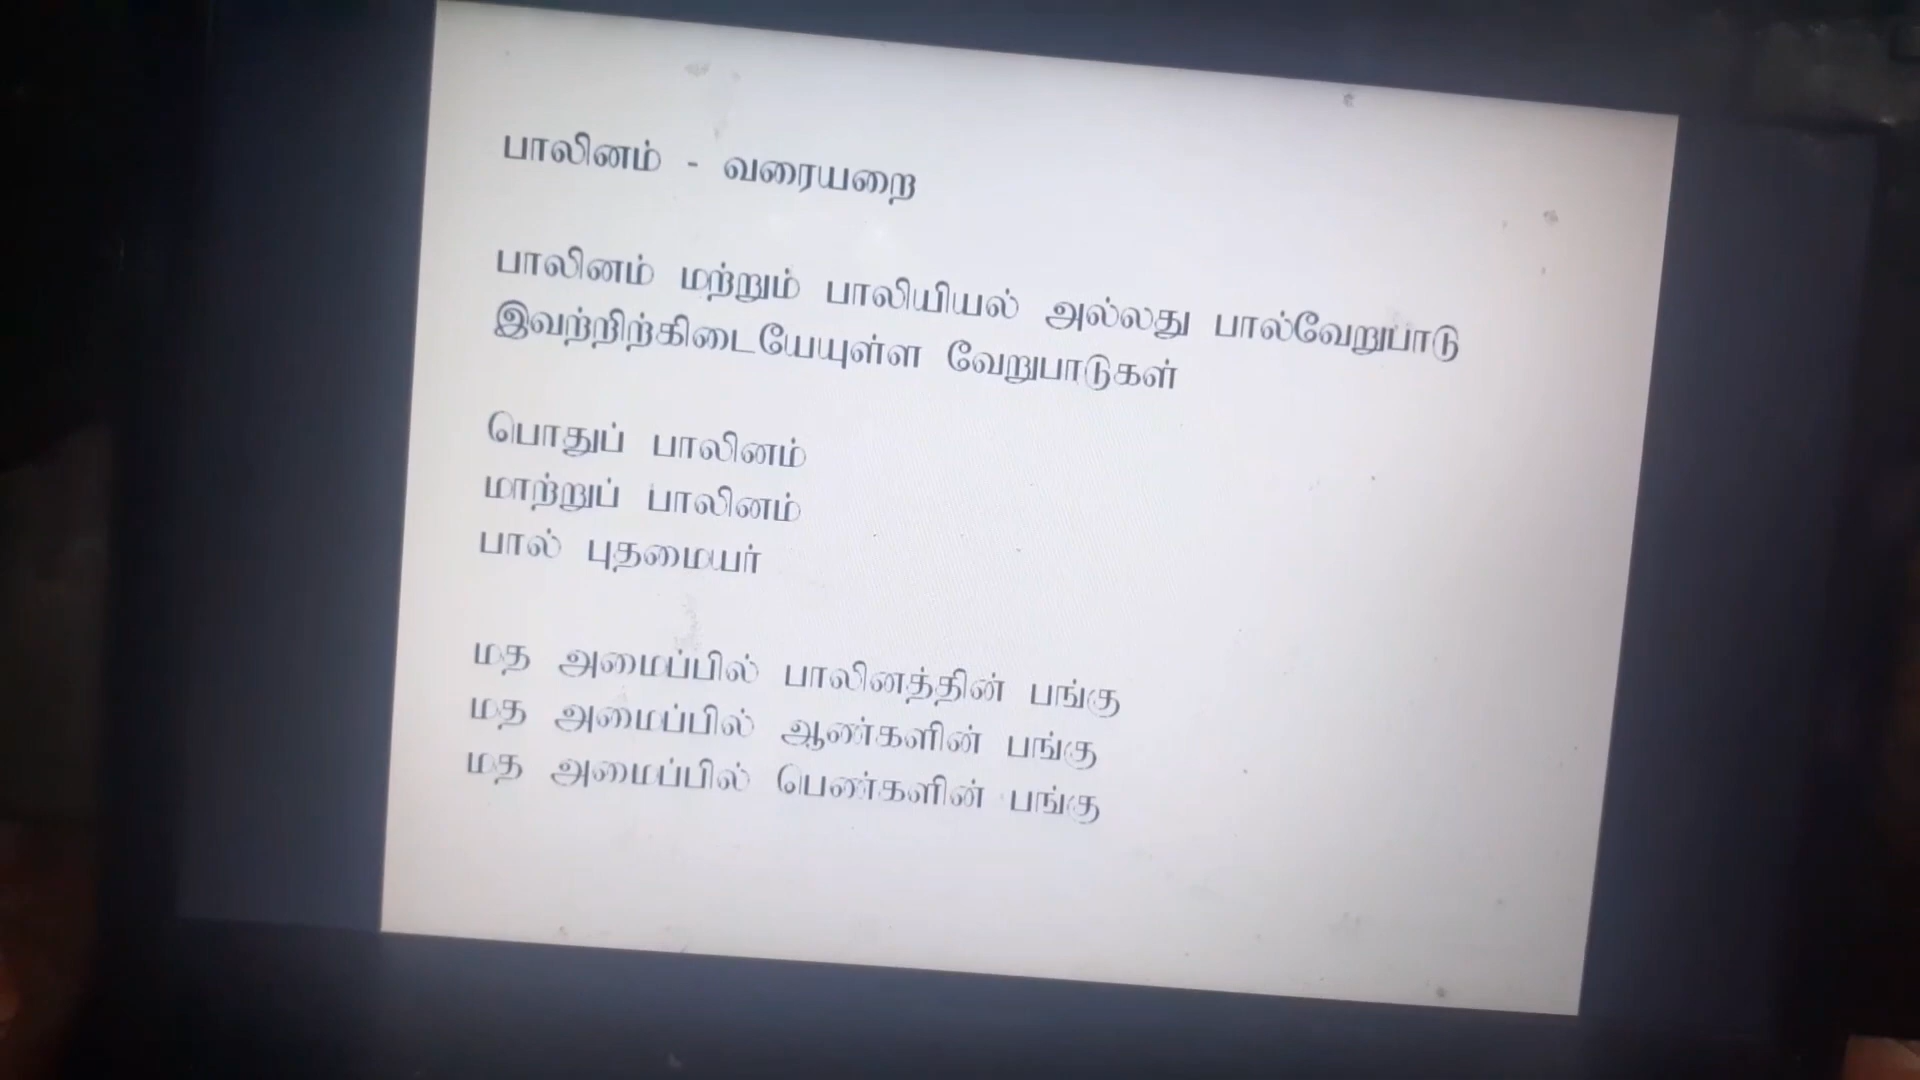 பாலினம் - வரையறை
பாலினம் மற்றும் பாலியியல் அல்லது பால்வேறுபாடு
இவற்றிற்கிடையேயுள்ள வேறுபாடுகள்
பொதுப் பாலினம்
மாற்றுப் பாலினம்
பால் புதமையர்
மத அமைப்பில் பாலினத்தின் பங்கு
மத அமைப்பில் ஆண்களின் பங்கு
மத அமைப்பில் பெண்களின் பங்கு